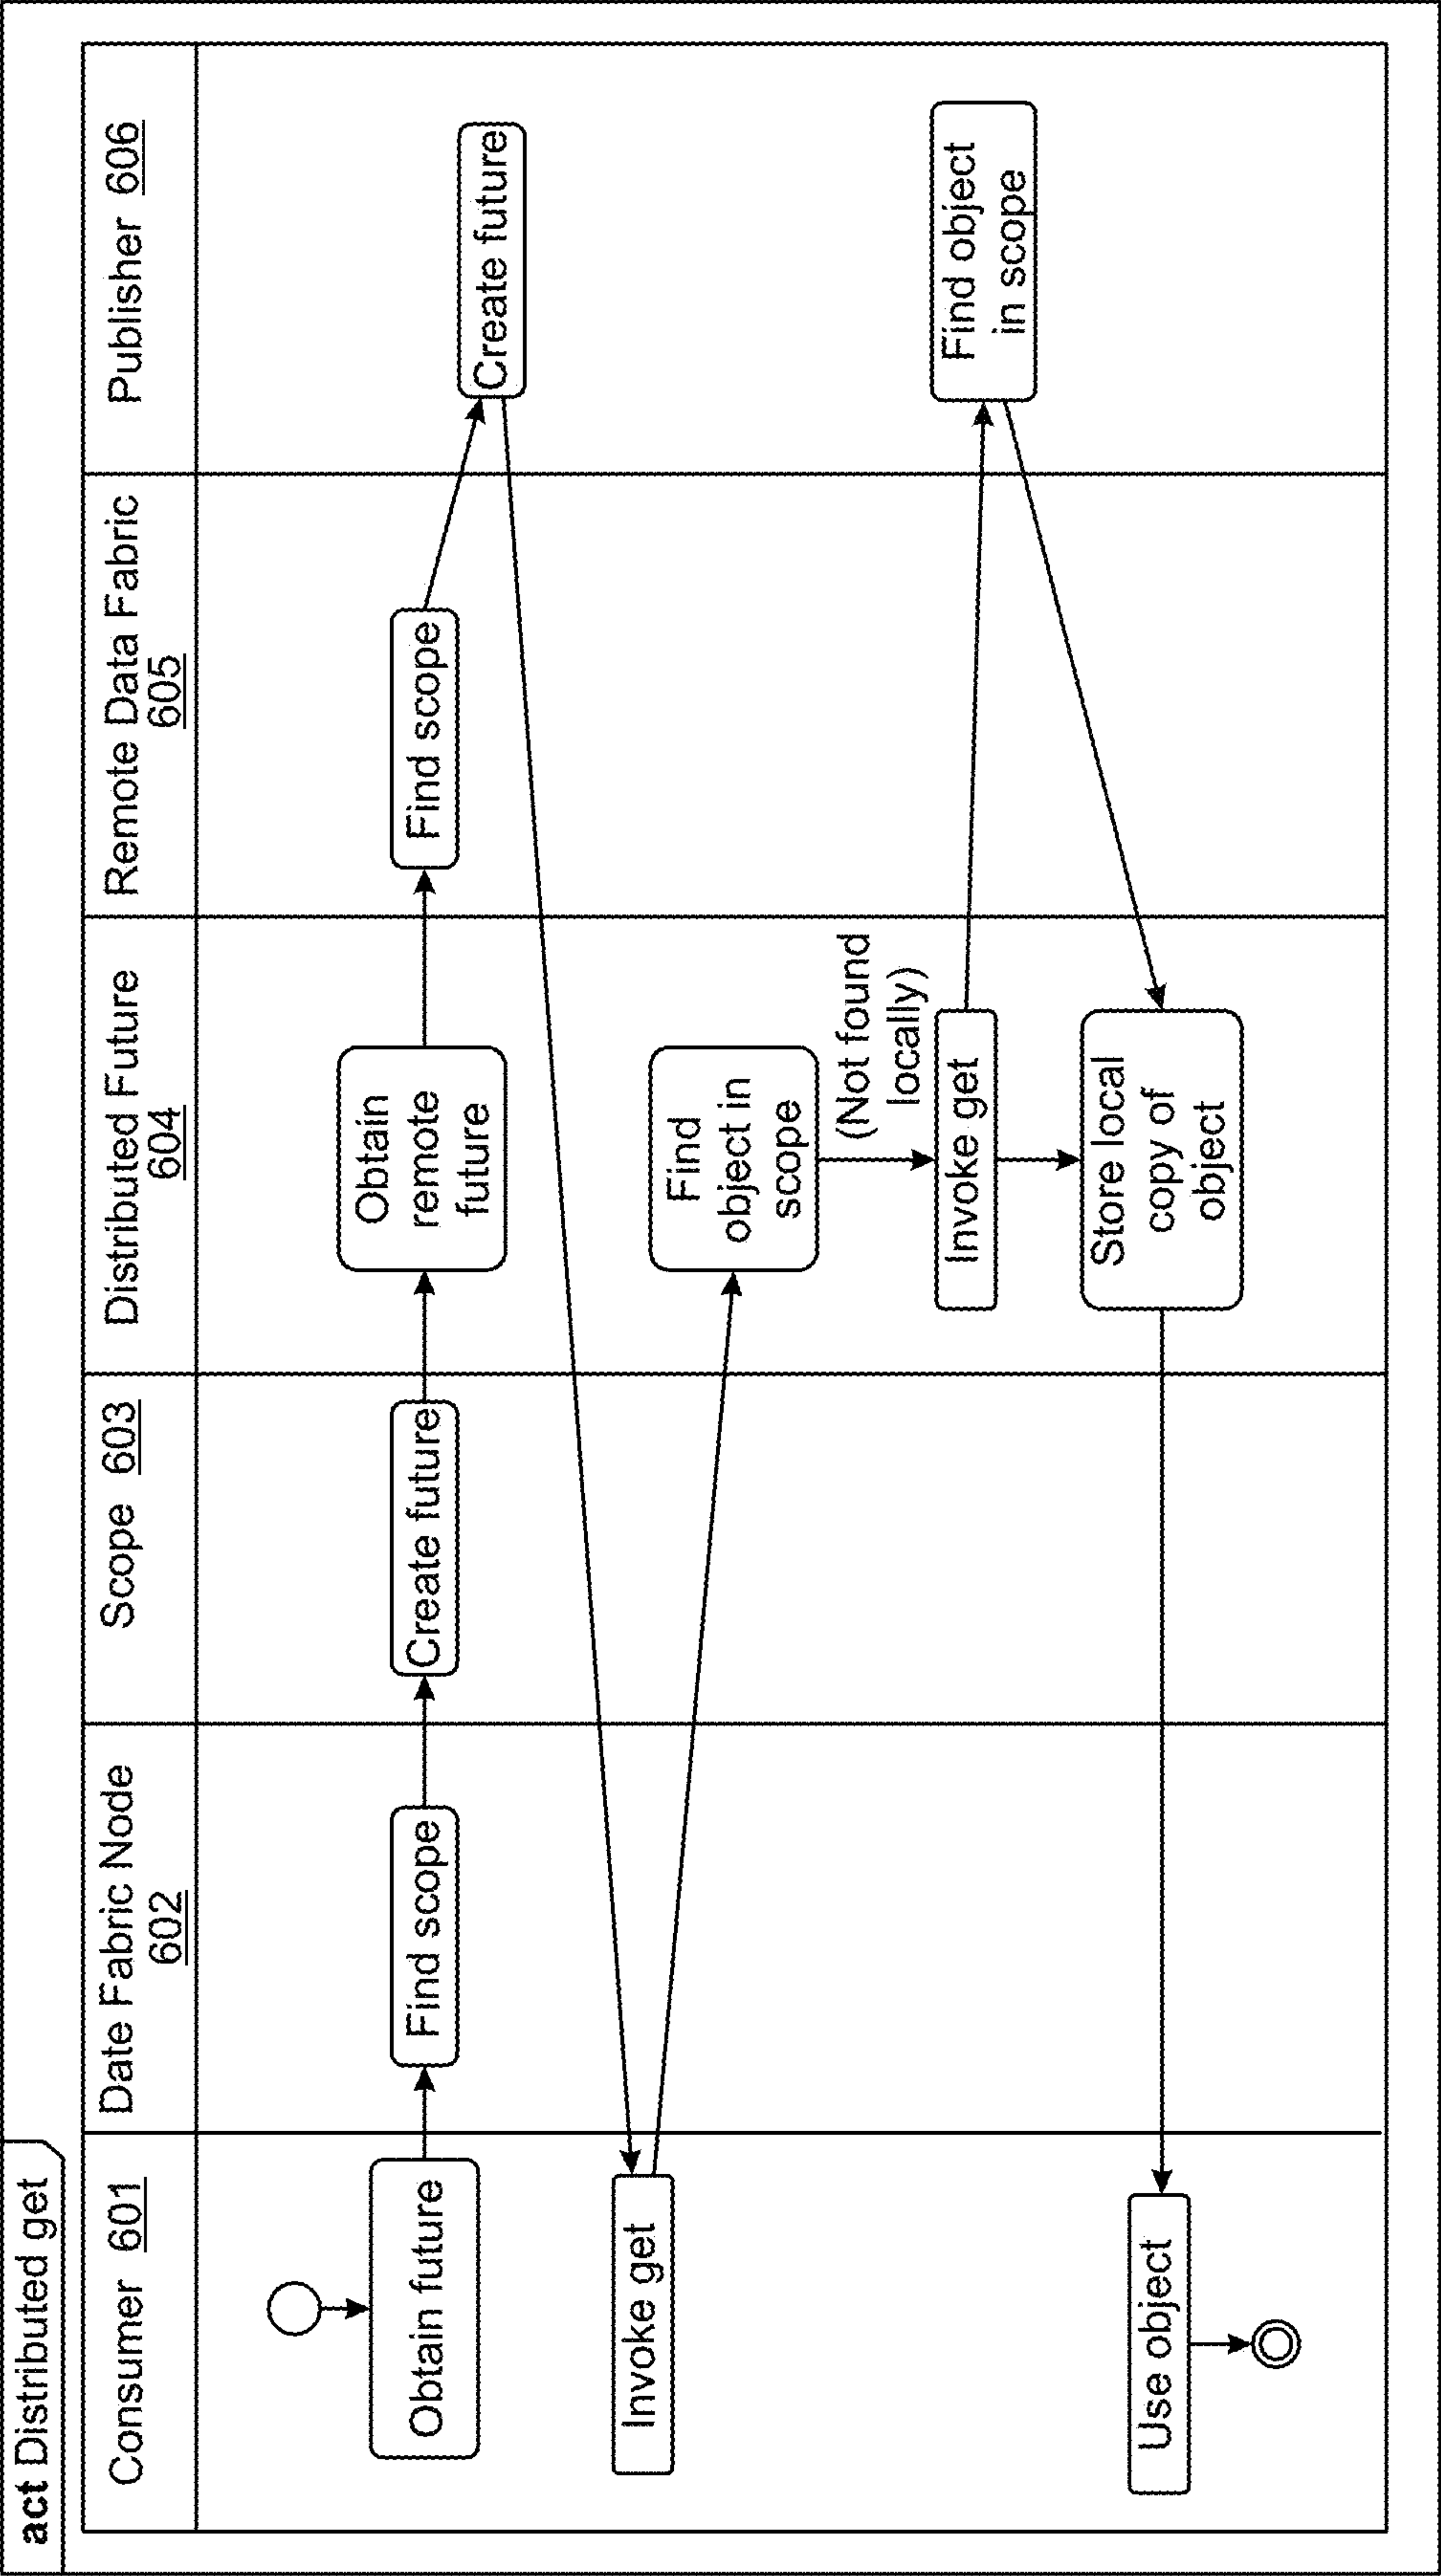 act Distributed get
Consumer 601
Date Fabric Node
602
Scope 603
Distributed Future
604
Remote Data Fabric
605
Publisher 606
Obtain future
Find scope
Create future
Obtain
remote
future
Find scope
Create future
Invoke get
Find
object in
scope
(Not found
locally)
Invoke get
Find object
in scope
Store local
copy of
object
Use object